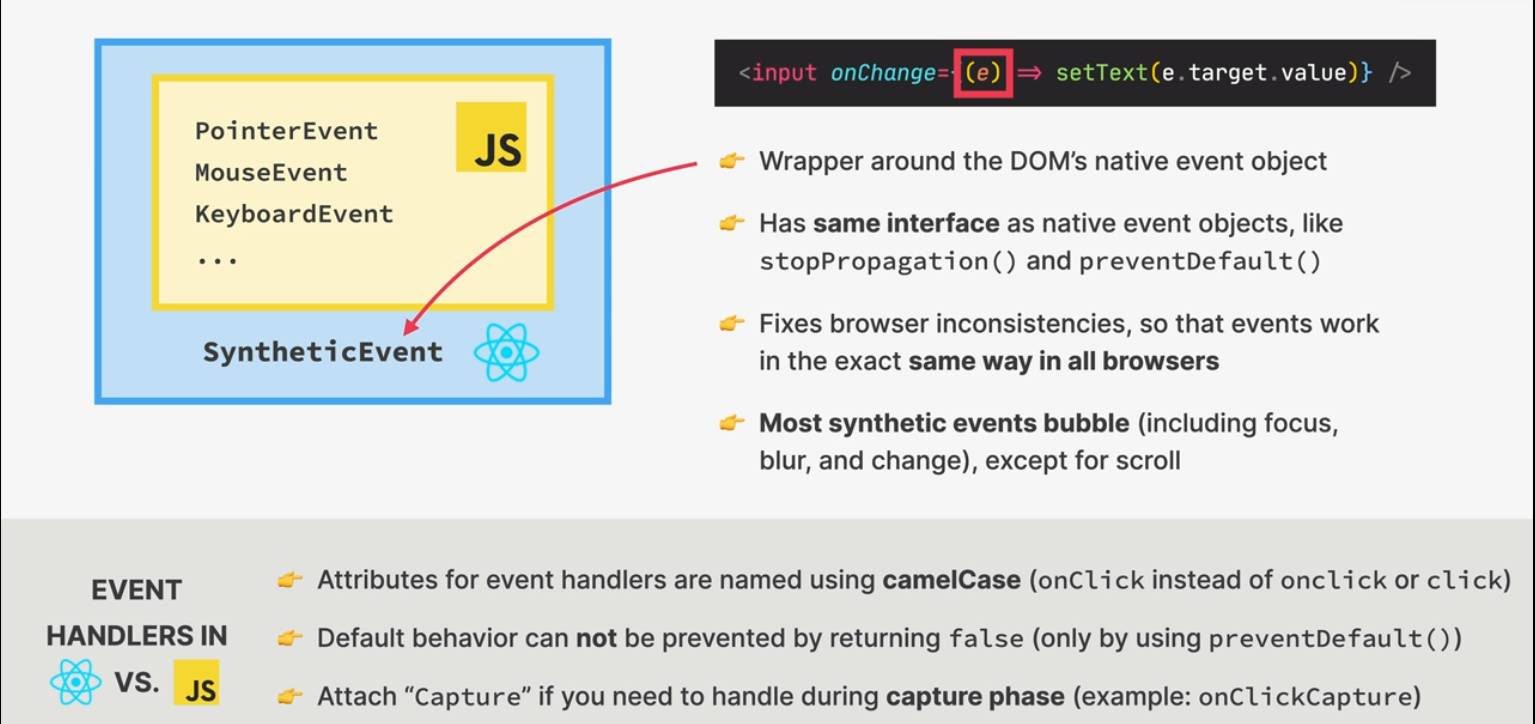 PointerEvent
MouseEvent
KeyboardEvent
...
JS
SyntheticEvent
<input onChange={(e) => setText(e.target.value)} />
👉 Wrapper around the DOM’s native event object
👉 Has same interface as native event objects, like
stopPropagation() and preventDefault()
👉 Fixes browser inconsistencies, so that events work
in the exact same way in all browsers
👉 Most synthetic events bubble (including focus,
blur, and change), except for scroll
EVENT
HANDLERS IN
VS. JS
👉 Attributes for event handlers are named using camelCase (onClick instead of onclick or click)
👉 Default behavior can not be prevented by returning false (only by using preventDefault())
👉 Attach “Capture” if you need to handle during capture phase (example: onClickCapture)